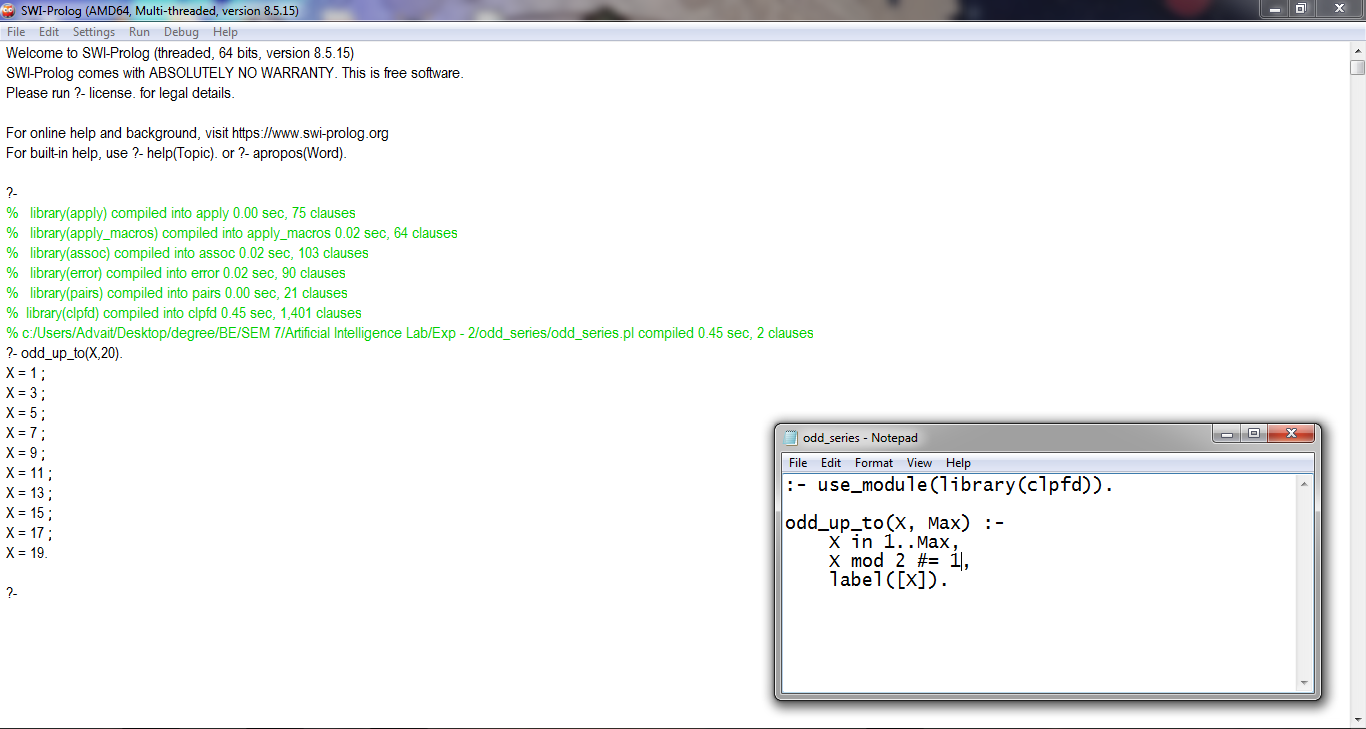 SWI-Prolog (AMD64, Multi-threaded, version 8.5.15)
File Edit Settings Run Debug Help
Welcome to SWI-Prolog (threaded, 64 bits, version 8.5.15)
SWI-Prolog comes with ABSOLUTELY NO WARRANTY. This is free software.
Please run ?- license. for legal details.
For online help and background, visit https://www.swi-prolog.org
For built-in help, use ?- help(Topic). or ?- apropos(Word).
?-
% library(apply) compiled into apply 0.00 sec, 75 clauses
% library(apply_macros) compiled into apply_macros 0.02 sec, 64 clauses
% library(assoc) compiled into assoc 0.02 sec, 103 clauses
% library(error) compiled into error 0.02 sec, 90 clauses
% library(pairs) compiled into pairs 0.00 sec, 21 clauses
% library(clpfd) compiled into clpfd 0.45 sec, 1,401 clauses
% c:/Users/Advait/Desktop/degree/BE/SEM 7/Artificial Intelligence Lab/Exp - 2/odd_series/odd_series.pl compiled 0.45 sec, 2 clauses
?- odd_up_to(X,20).
X = 1 ;
X = 3 ;
X = 5 ;
X = 7 ;
X = 9 ;
X = 11 ;
X = 13 ;
X = 15 ;
X = 17 ;
X = 19.
?-
odd_series - Notepad
File Edit Format View Help
:- use_module(library(clpfd)).
odd_up_to(X, Max) :-
X in 1..Max,
X mod 2 #= 1,
label([X]).